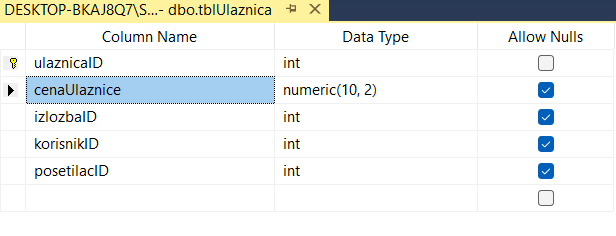 DESKTOP-BKAJ8Q7\S...- dbo.tblUlaznica
Column Name Data Type Allow Nulls
ulaznicaID int
cenaUlaznice numeric(10, 2)
izlozbaID int
korisnikID int
posetilacID int